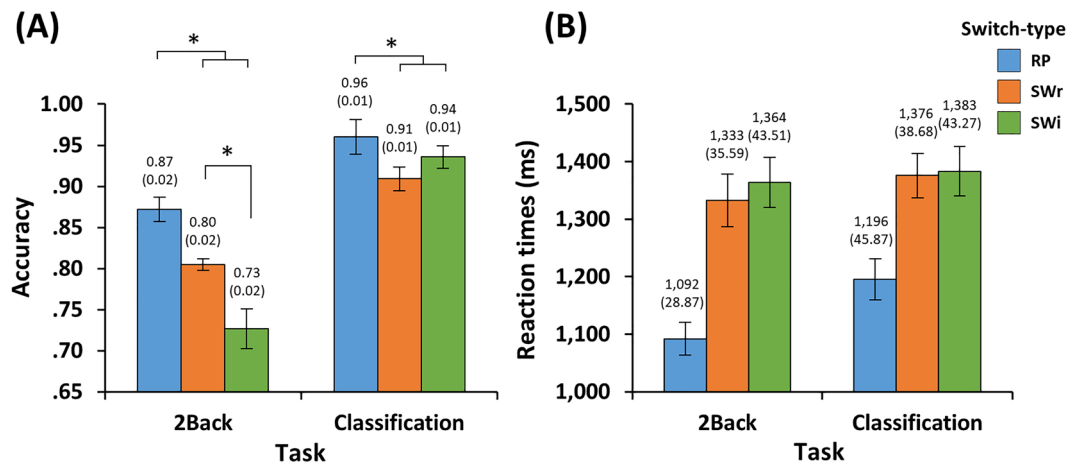 (A)
*
*
*
0.87
(0.02)
0.80
(0.02)
0.73
(0.02)
0.96
(0.01)
0.91
(0.01)
0.94
(0.01)
Accuracy
1.00
.95
.90
.85
.80
.75
.70
.65
2Back
Classification
Task
(B)
Switch-type
RP
SWr
SWi
1,092
(28.87)
1,333
(35.59)
1,364
(43.51)
1,196
(45.87)
1,376
(38.68)
1,383
(43.27)
Reaction times (ms)
1,500
1,400
1,300
1,200
1,100
1,000
2Back
Classification
Task